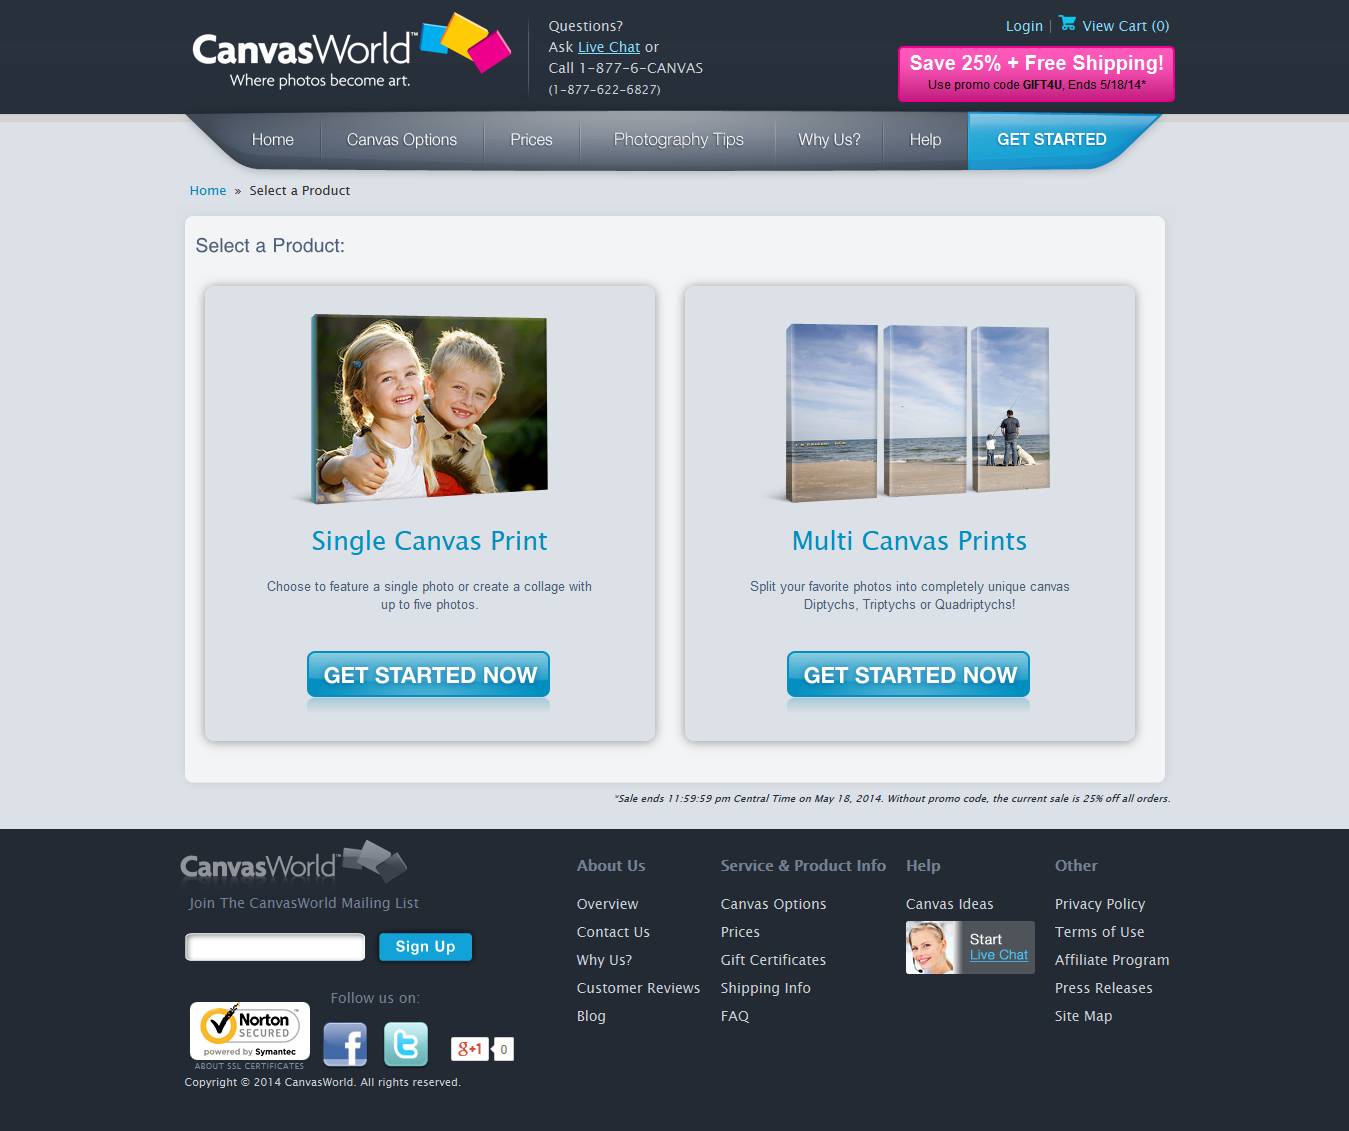 CanvasWorld™
Where photos become art.
Questions?
Ask Live Chat or
Call 1-877-6-CANVAS
(1-877-622-6827)
Login | View Cart (0)
Save 25% + Free Shipping!
Use promo code GIFT4U, Ends 5/18/14*
Home
Canvas Options
Prices
Photography Tips
Why Us?
Help
GET STARTED
Home » Select a Product
Select a Product:
Single Canvas Print
Choose to feature a single photo or create a collage with
up to five photos.
GET STARTED NOW
Multi Canvas Prints
Split your favorite photos into completely unique canvas
Diptychs, Triptychs or Quadriptychs!
GET STARTED NOW
*Sale ends 11:59:59 pm Central Time on May 18, 2014. Without promo code, the current sale is 25% off all orders.
CanvasWorld™
Join The CanvasWorld Mailing List
Sign Up
Follow us on:
Norton™
SECURED
powered by Symantec
ABOUT SSL CERTIFICATES
f
t
g+1
0
Copyright © 2014 CanvasWorld. All rights reserved.
About Us
Overview
Contact Us
Why Us?
Customer Reviews
Blog
Service & Product Info
Canvas Options
Prices
Gift Certificates
Shipping Info
FAQ
Help
Canvas Ideas
Start
Live Chat
Other
Privacy Policy
Terms of Use
Affiliate Program
Press Releases
Site Map